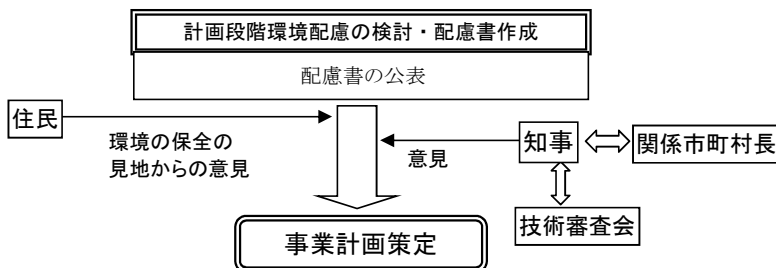 計画段階環境配慮の検討・配慮書作成
配慮書の公表
住民
環境の保全の
見地からの意見
意見
知事
関係市町村長
技術審査会
事業計画策定